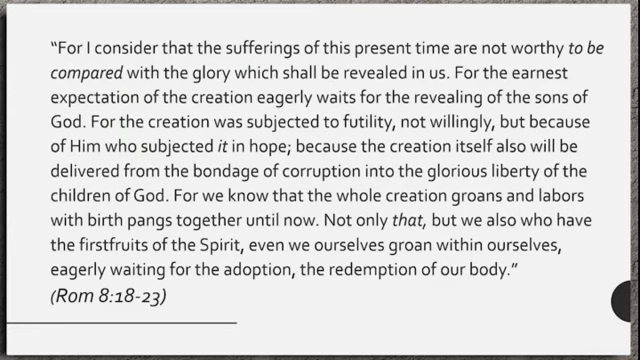 “For I consider that the sufferings of this present time are not worthy to be
compared with the glory which shall be revealed in us. For the earnest
expectation of the creation eagerly waits for the revealing of the sons of
God. For the creation was subjected to futility, not willingly, but because
of Him who subjected it in hope; because the creation itself also will be
delivered from the bondage of corruption into the glorious liberty of the
children of God. For we know that the whole creation groans and labors
with birth pangs together until now. Not only that, but we also who have
the firstfruits of the Spirit, even we ourselves groan within ourselves,
eagerly waiting for the adoption, the redemption of our body.”
(Rom 8:18-23)